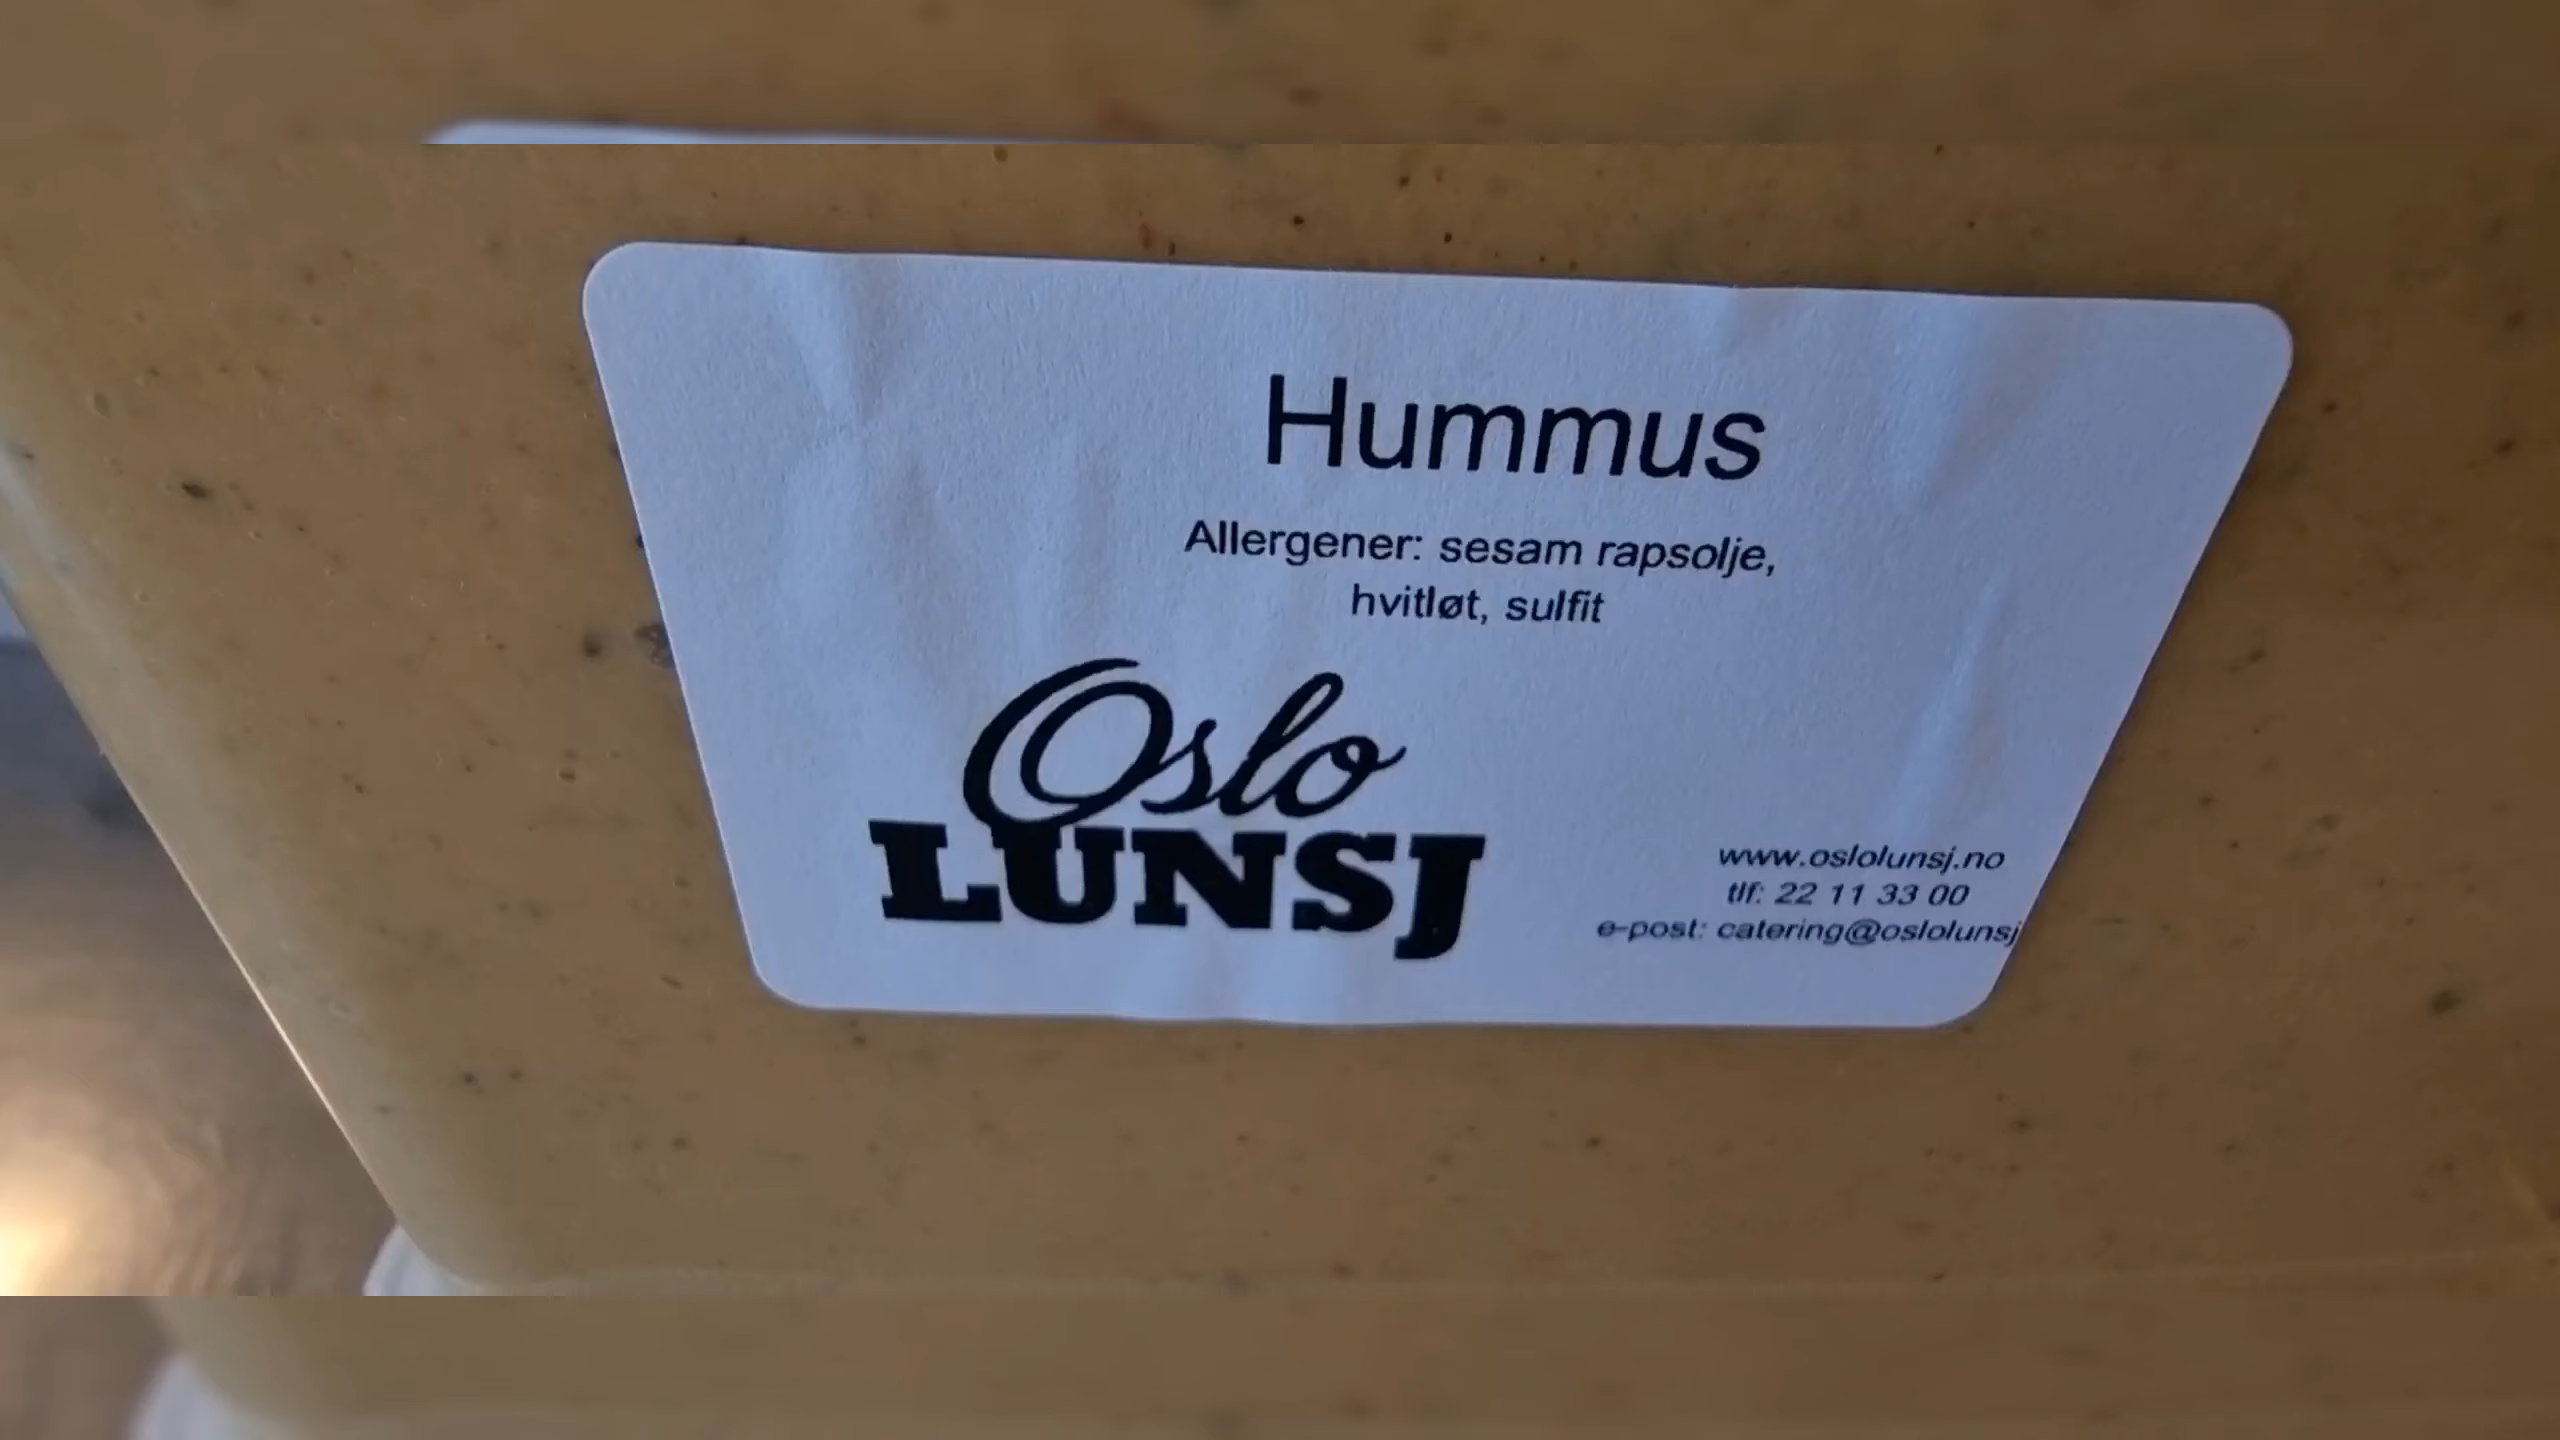 Hummus
Allergener: sesam rapsolje,
hvitløt, sulfit
Oslo
LUNSJ
www.oslolunsj.no
tlf: 22 11 33 00
e-post: catering@oslolunsj